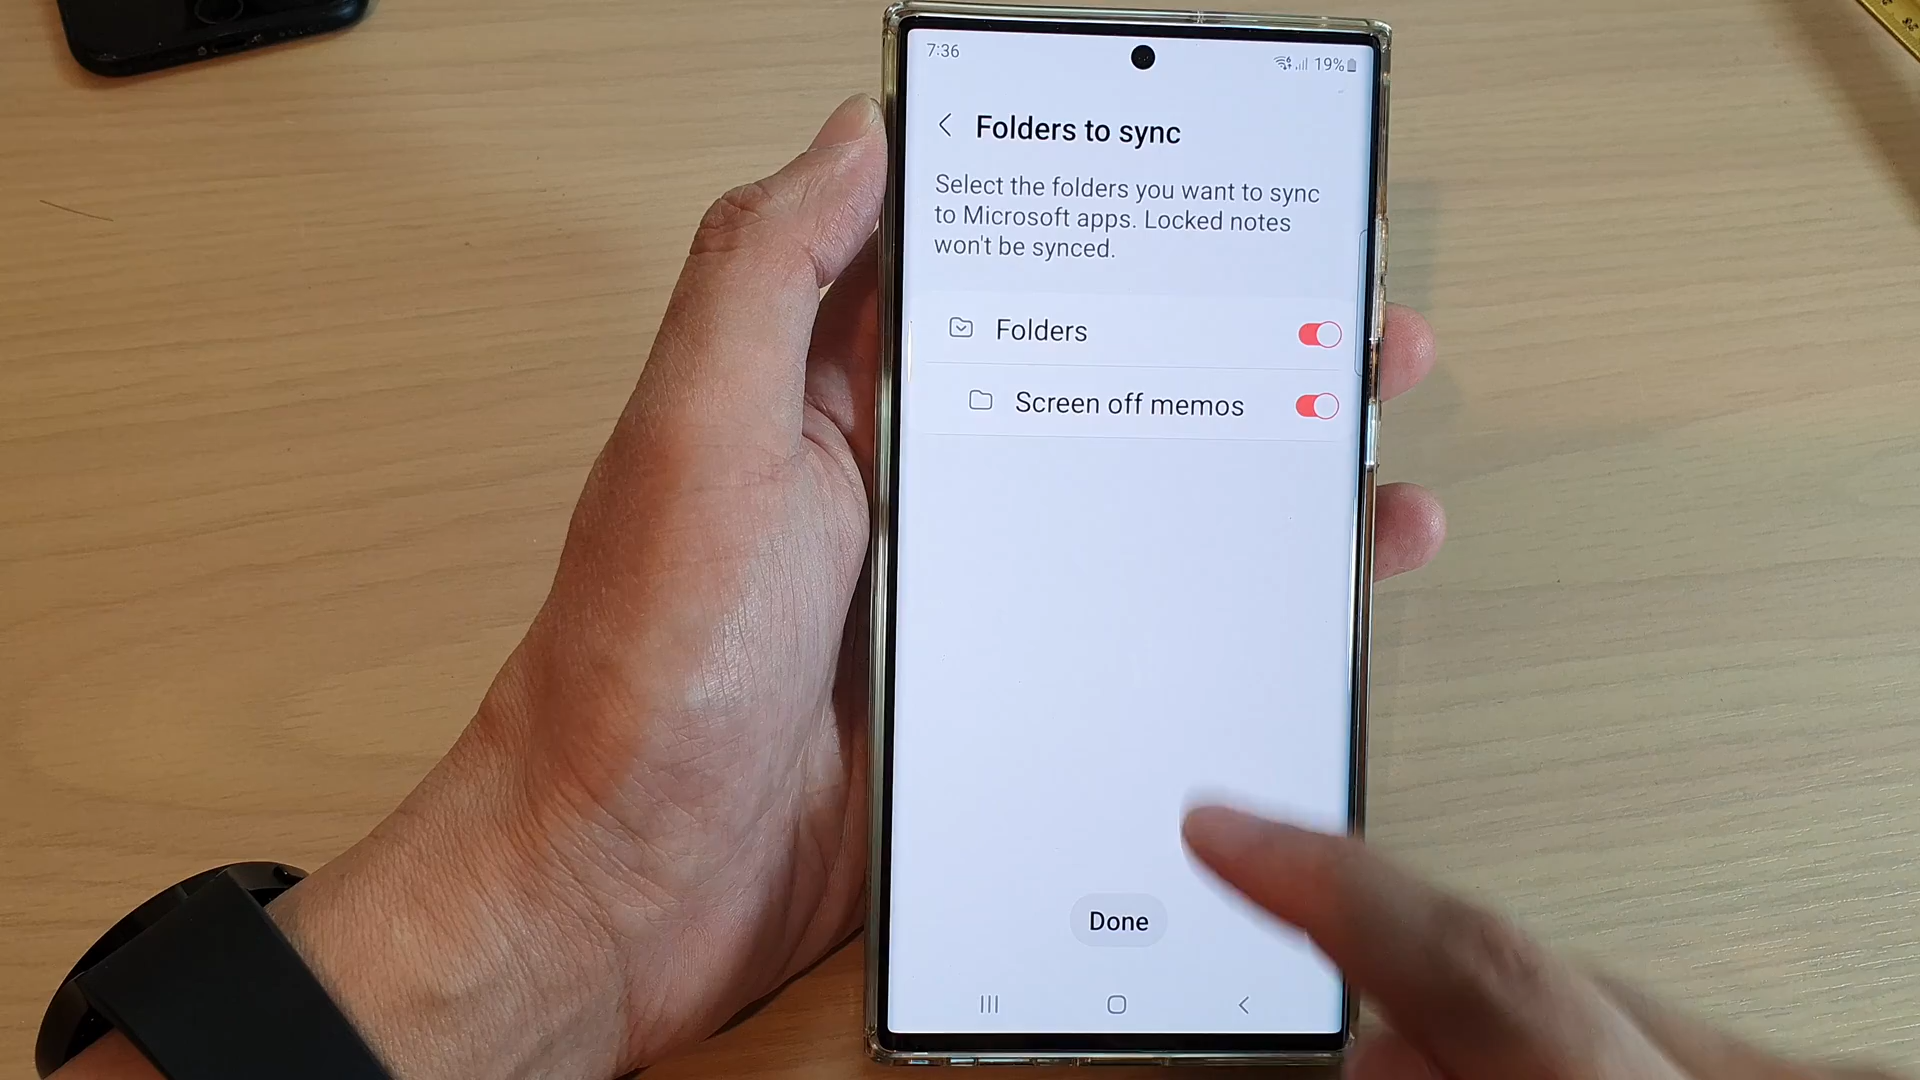 7:36
19%
Folders to sync
Select the folders you want to sync
to Microsoft apps. Locked notes
won't be synced.
Folders
Screen off memos
Done